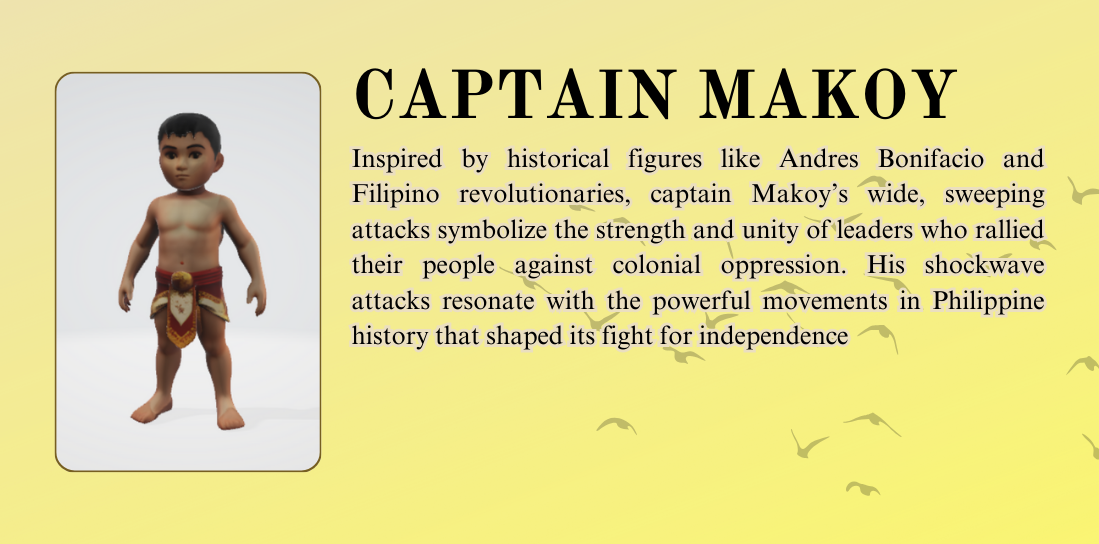 CAPTAIN MAKOY
Inspired by historical figures like Andres Bonifacio and
Filipino revolutionaries, captain Makoy’s wide, sweeping
attacks symbolize the strength and unity of leaders who rallied
their people against colonial oppression. His shockwave
attacks resonate with the powerful movements in Philippine
history that shaped its fight for independence